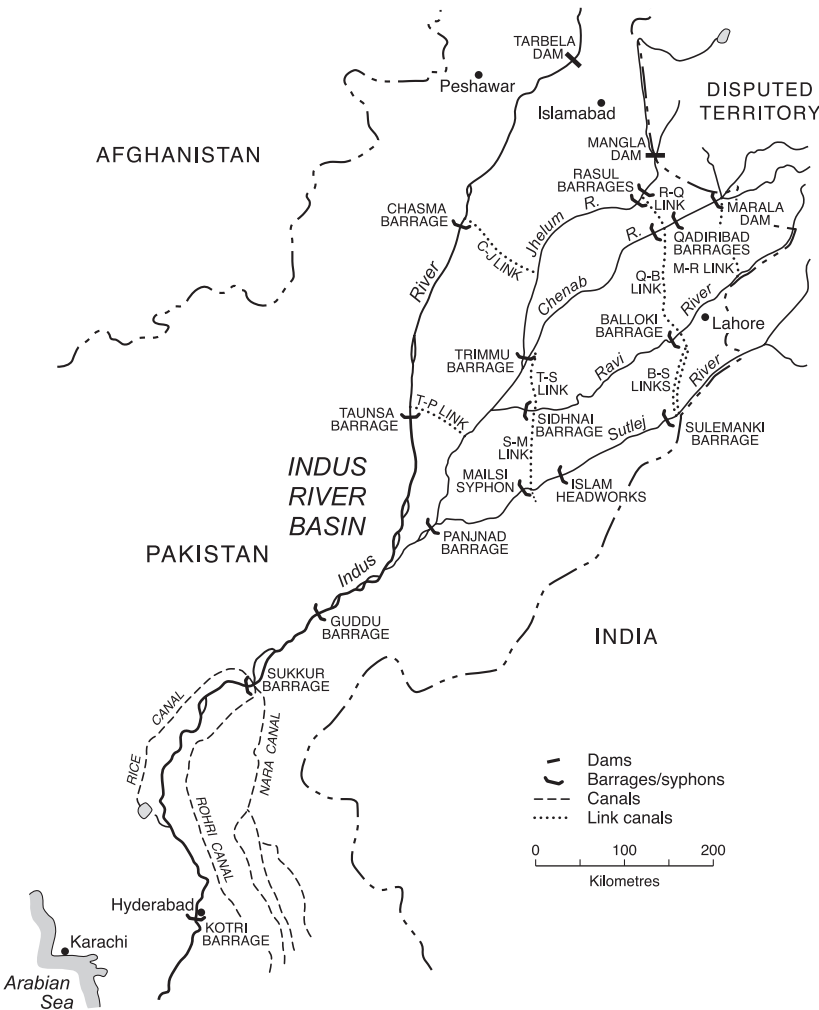 TARBELA
DAM
Peshawar
Islamabad
DISPUTED
TERRITORY
AFGHANISTAN
MANGLA
DAM
RASUL
BARRAGES
R-Q
LINK
MARALA
DAM
CHASMA
BARRAGE
C-J LINK
Jhelum
R.
R.
QADIRIBAD
BARRAGES
M-R LINK
Q-B
LINK
River
Chenab
River
BALLOKI
BARRAGE
Lahore
TRIMMU
BARRAGE
T-S
LINK
Ravi
B-S
LINKS
River
TAUNSA
BARRAGE
T-P LINK
SIDHNAI
BARRAGE
Sutlej
SULEMANKI
BARRAGE
S-M
LINK
INDUS
RIVER
BASIN
MAILSI
SYPHON
ISLAM
HEADWORKS
PANJNAD
BARRAGE
PAKISTAN
Indus
GUDDU
BARRAGE
INDIA
SUKKUR
BARRAGE
RICE CANAL
NARA CANAL
ROHRI CANAL
Dams
Barrages/syphons
Canals
Link canals
0 100 200
Kilometres
Hyderabad
KOTRI
BARRAGE
Karachi
Arabian
Sea